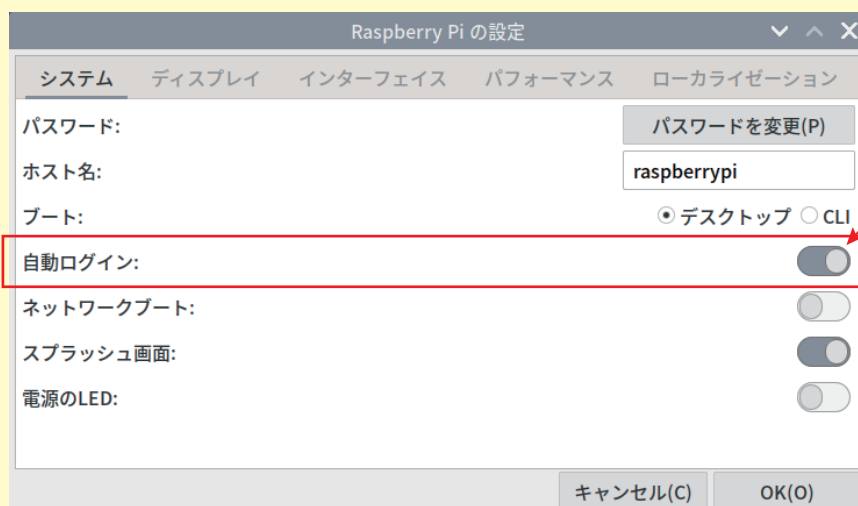 Raspberry Pi の設定
システム ディスプレイ インターフェイス パフォーマンス ローカライゼーション
パスワード: パスワードを変更(P)
ホスト名: raspberrypi
ブート: デスクトップ CLI
自動ログイン:
ネットワークブート:
スプラッシュ画面:
電源のLED:
キャンセル(C) OK(O)